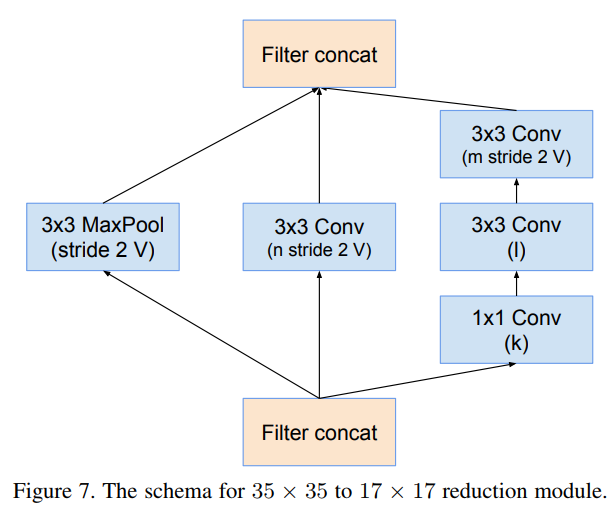 Filter concat
3x3 Conv
(m stride 2 V)
3x3 MaxPool
(stride 2 V)
3x3 Conv
(n stride 2 V)
3x3 Conv
(l)
1x1 Conv
(k)
Filter concat
Figure 7. The schema for 35 × 35 to 17 × 17 reduction module.